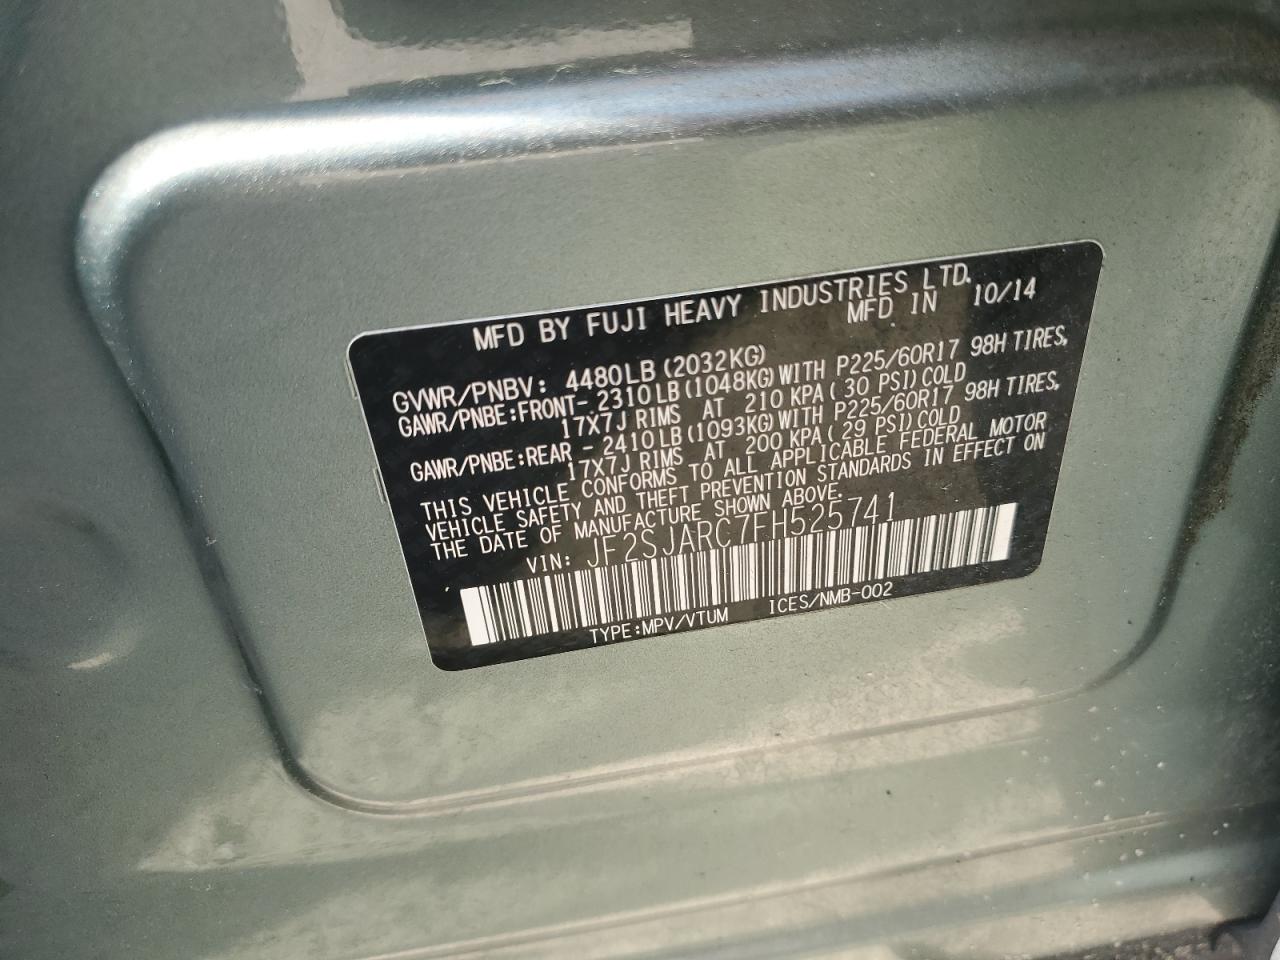 MFD BY FUJI HEAVY INDUSTRIES LTD.
MFD IN 10/14
GVWR/PNBV: 4480LB (2032KG)
GAWR/PNBE:FRONT- 2310LB (1048KG) WITH P225/60R17 98H TIRES,
17X7J RIMS AT 210 KPA ( 30 PSI) COLD
GAWR/PNBE:REAR - 2410LB (1093KG) WITH P225/60R17 98H TIRES,
17X7J RIMS AT 200 KPA ( 29 PSI) COLD
THIS VEHICLE CONFORMS TO ALL APPLICABLE FEDERAL MOTOR
VEHICLE SAFETY AND THEFT PREVENTION STANDARDS IN EFFECT ON
THE DATE OF MANUFACTURE SHOWN ABOVE.
VIN: JF2SJARC7FH525741
TYPE:MPV/VTUM ICES/NMB-002